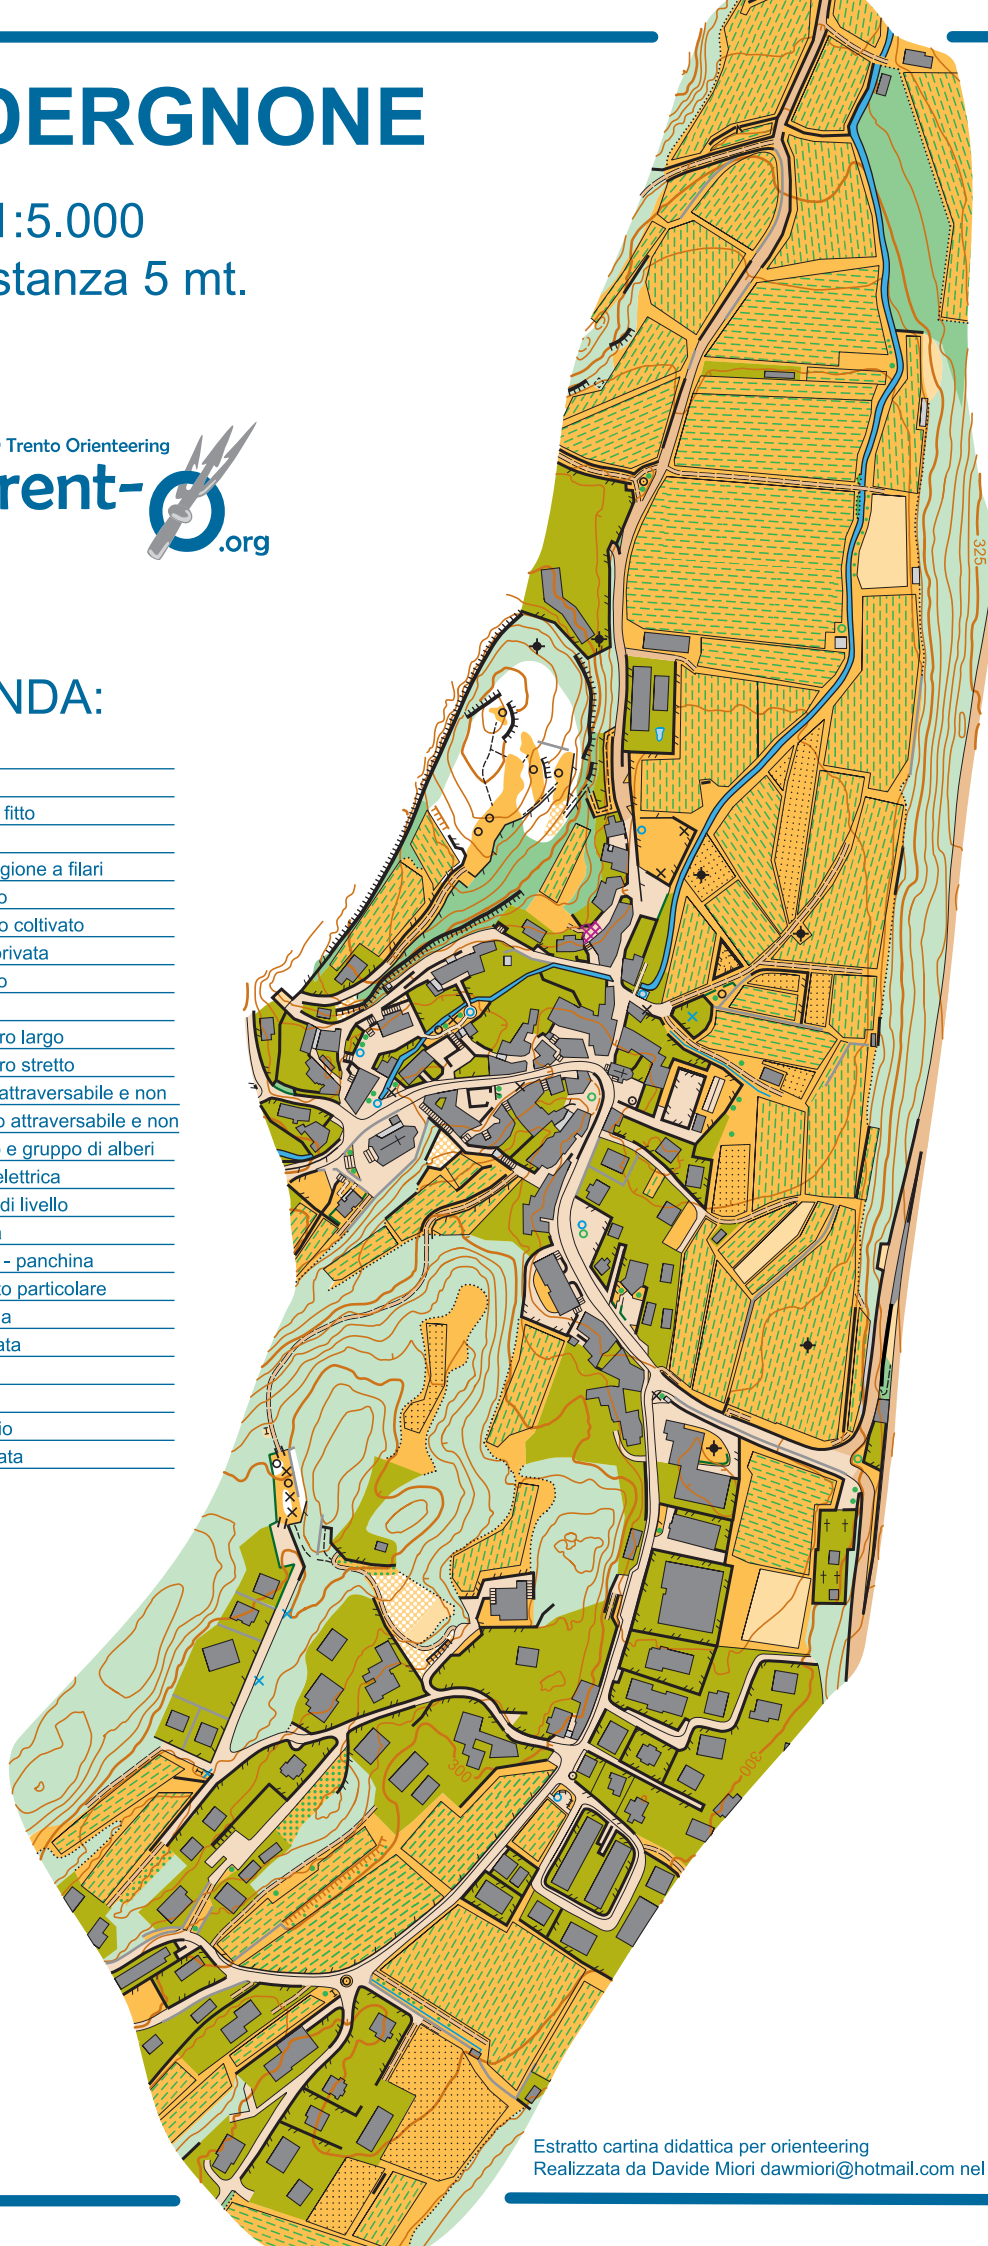 DERGNONE
1:5.000
stanza 5 mt.
Trento Orienteering
rent-O
.org
NDA:
fitto
gione a filari
o
o coltivato
privata
o
ro largo
ro stretto
attraversabile e non
o attraversabile e non
e gruppo di alberi
elettrica
di livello
a
- panchina
to particolare
a
ata
io
ata
325
300
300
Estratto cartina didattica per orienteering
Realizzata da Davide Miori dawmiori@hotmail.com nel